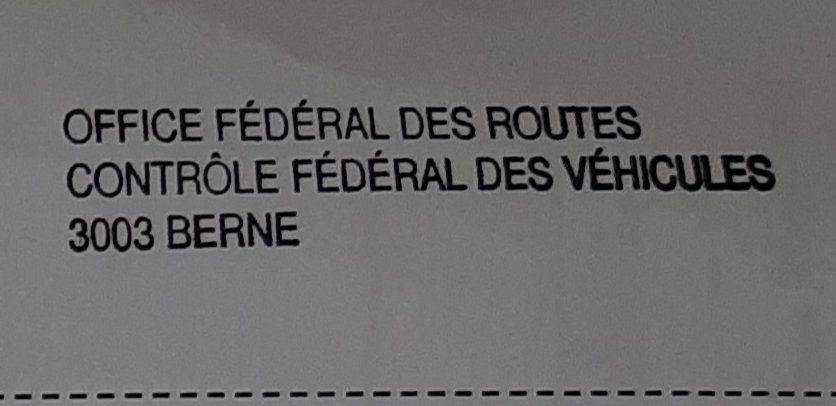 OFFICE FÉDÉRAL DES ROUTES
CONTRÔLE FÉDÉRAL DES VÉHICULES
3003 BERNE